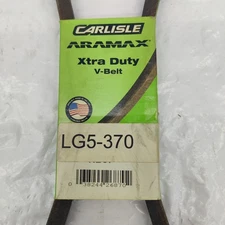 CARLISLE
ARAMAX
Xtra Duty
V-Belt
LG5-370